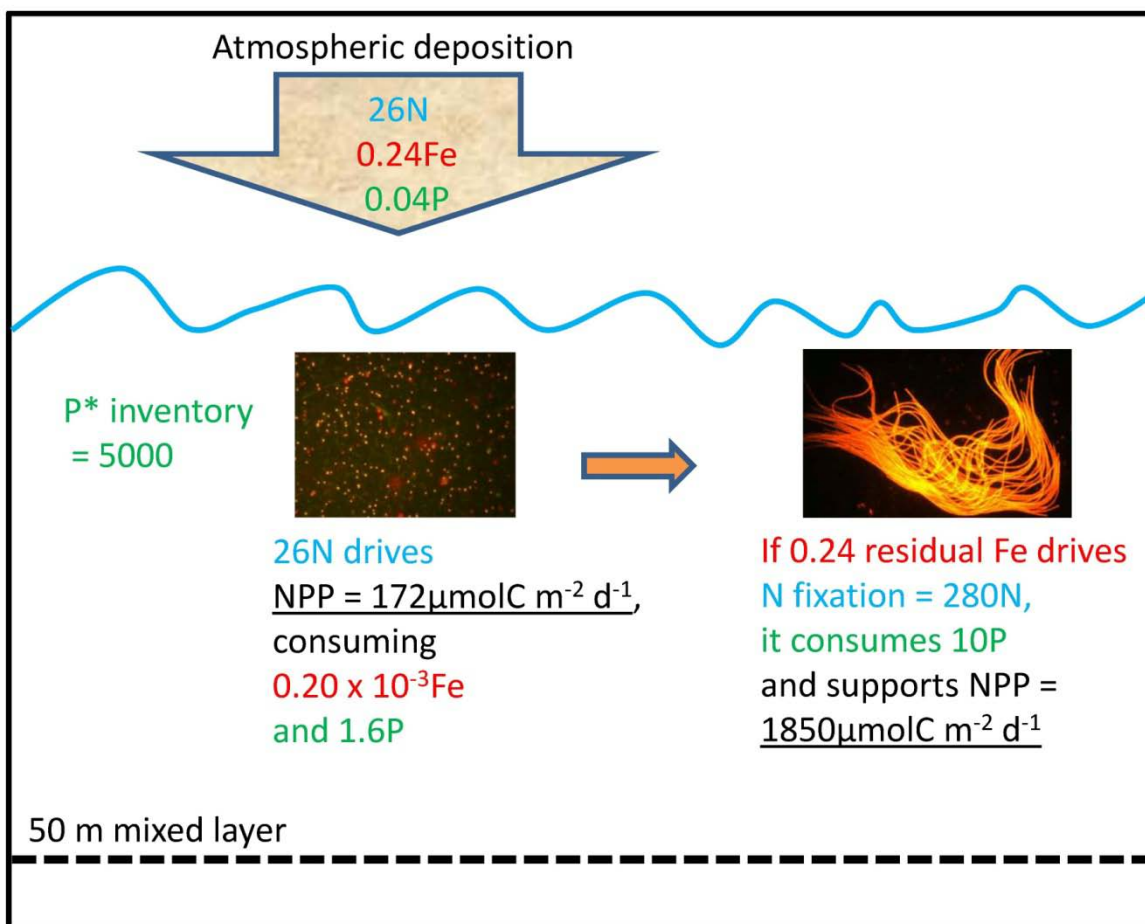 Atmospheric deposition
26N
0.24Fe
0.04P
P* inventory
= 5000
26N drives
NPP = 172µmolC m⁻² d⁻¹,
consuming
0.20 x 10⁻³Fe
and 1.6P
If 0.24 residual Fe drives
N fixation = 280N,
it consumes 10P
and supports NPP =
1850µmolC m⁻² d⁻¹
50 m mixed layer